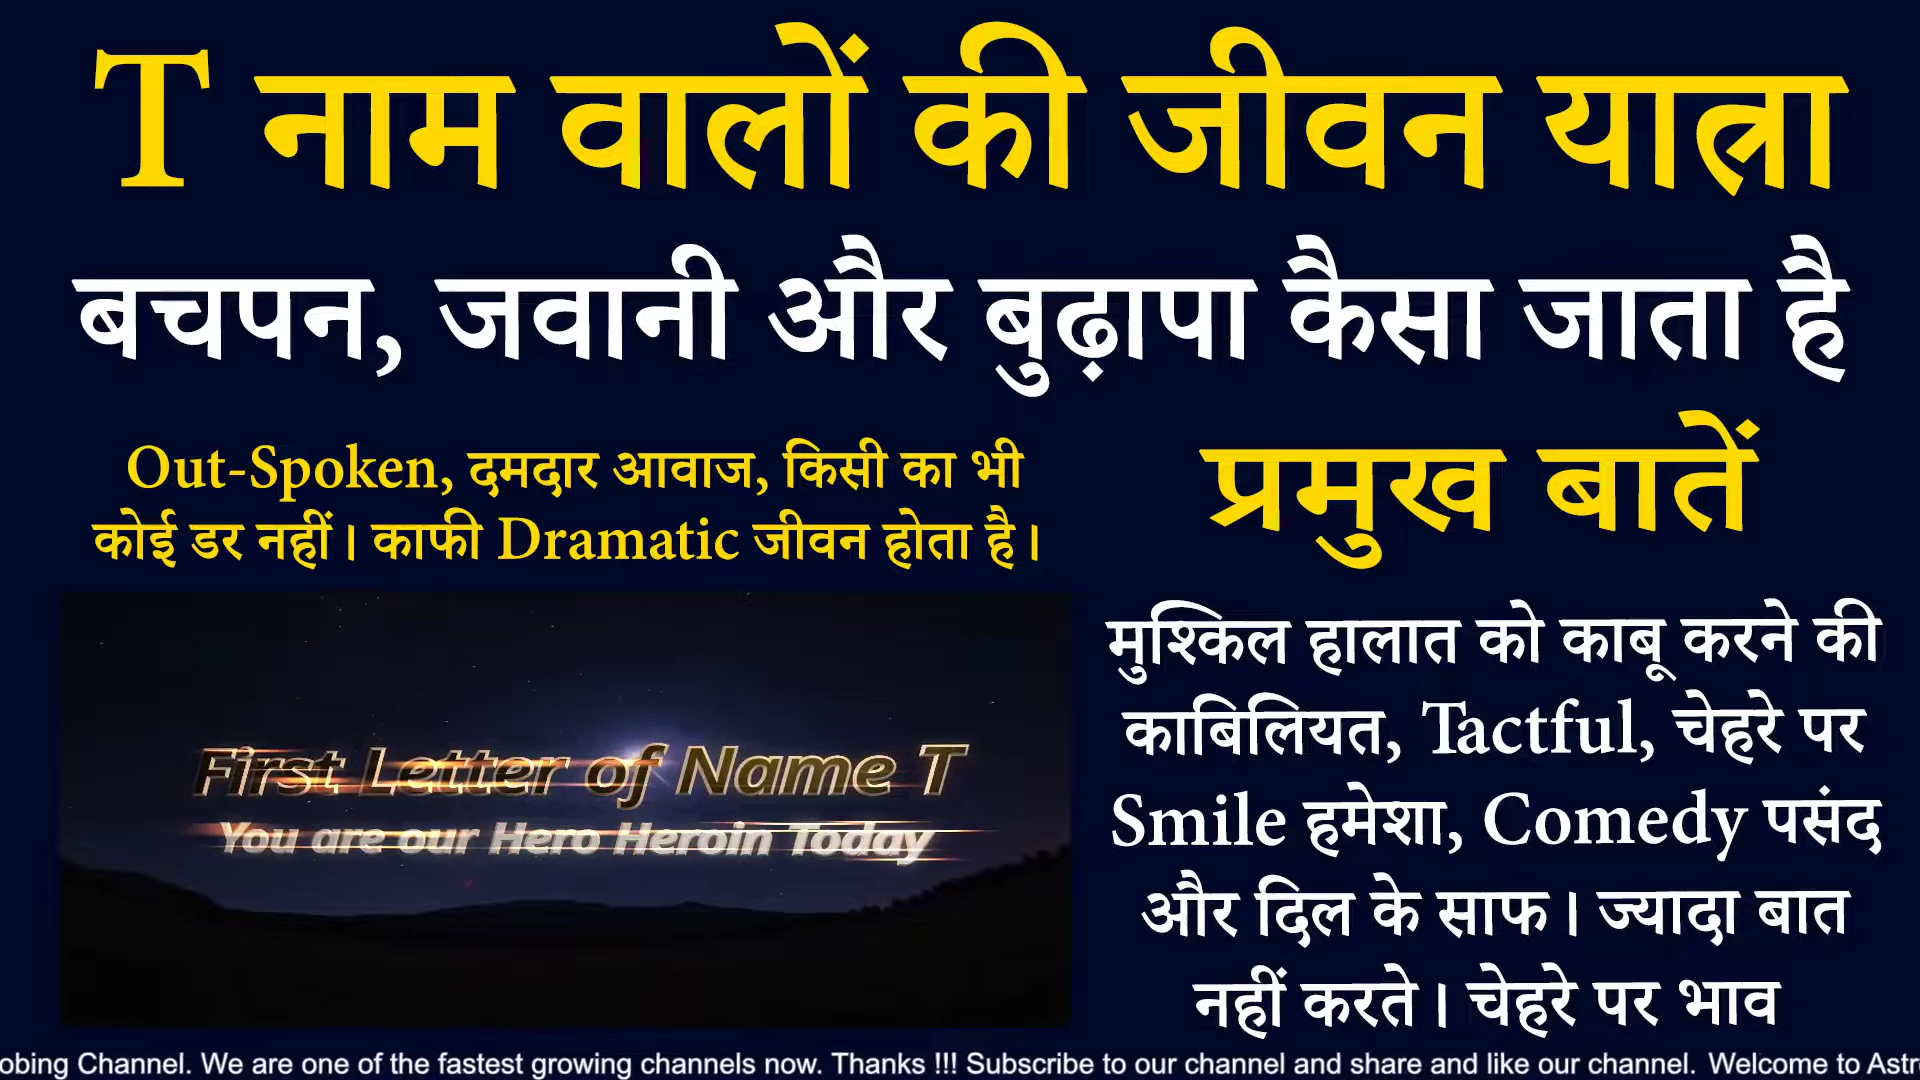 T नाम वालों की जीवन यात्रा
बचपन, जवानी और बुढ़ापा कैसा जाता है
Out-Spoken, दमदार आवाज, किसी का भी
कोई डर नहीं। काफी Dramatic जीवन होता है।
First Letter of Name T
You are our Hero Heroin Today
प्रमुख बातें
मुश्किल हालात को काबू करने की
काबिलियत, Tactful, चेहरे पर
Smile हमेशा, Comedy पसंद
और दिल के साफ। ज्यादा बात
नहीं करते। चेहरे पर भाव
obing Channel. We are one of the fastest growing channels now. Thanks !!! Subscribe to our channel and share and like our channel. Welcome to Astr